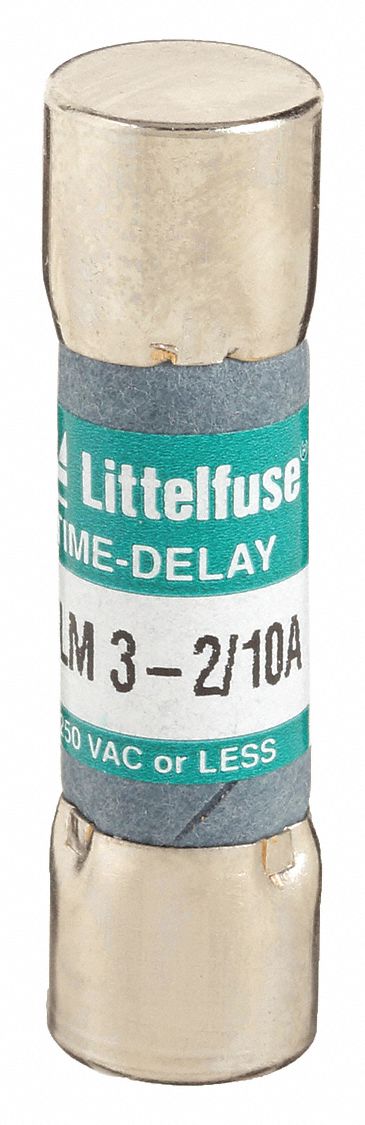 Littelfuse®
TIME-DELAY
LM 3-2/10A
250 VAC or LESS